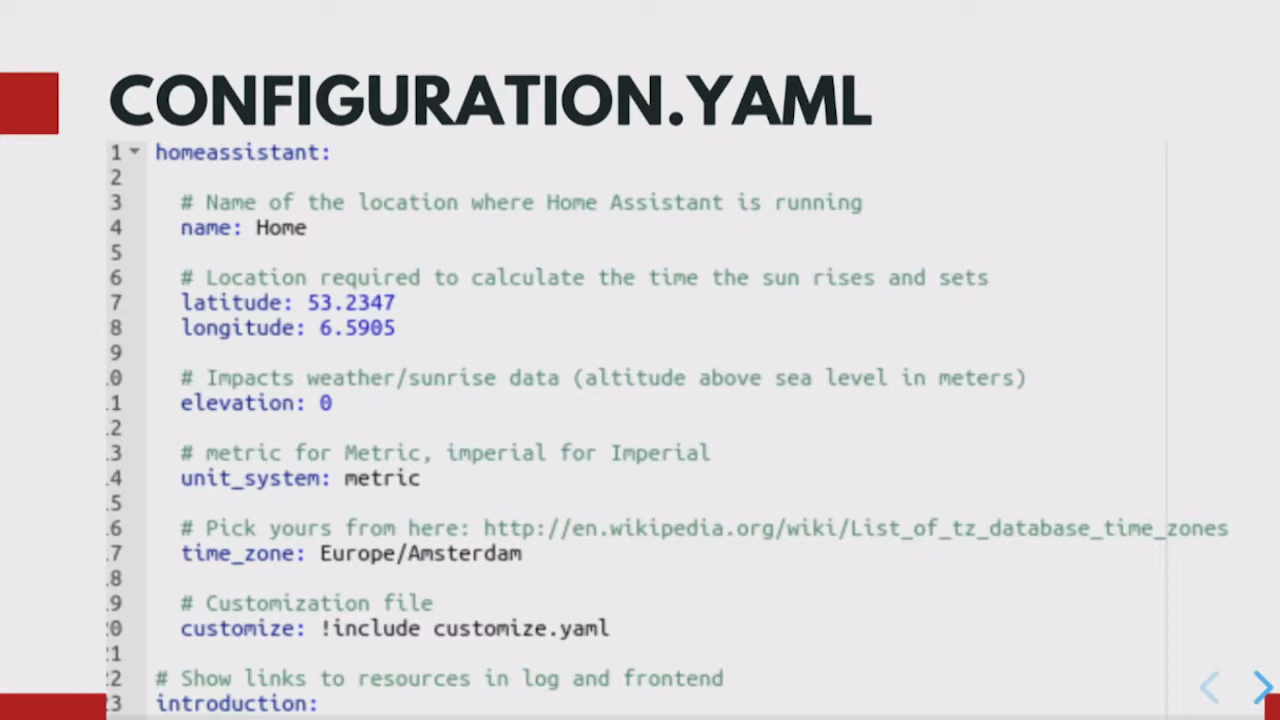 CONFIGURATION.YAML
1 homeassistant:
2
3 # Name of the location where Home Assistant is running
4 name: Home
5
6 # Location required to calculate the time the sun rises and sets
7 latitude: 53.2347
8 longitude: 6.5905
9
.0 # Impacts weather/sunrise data (altitude above sea level in meters)
.1 elevation: 0
.2
.3 # metric for Metric, imperial for Imperial
.4 unit_system: metric
.5
.6 # Pick yours from here: http://en.wikipedia.org/wiki/List_of_tz_database_time_zones
.7 time_zone: Europe/Amsterdam
.8
.9 # Customization file
20 customize: !include customize.yaml
21
22 # Show links to resources in log and frontend
23 introduction: